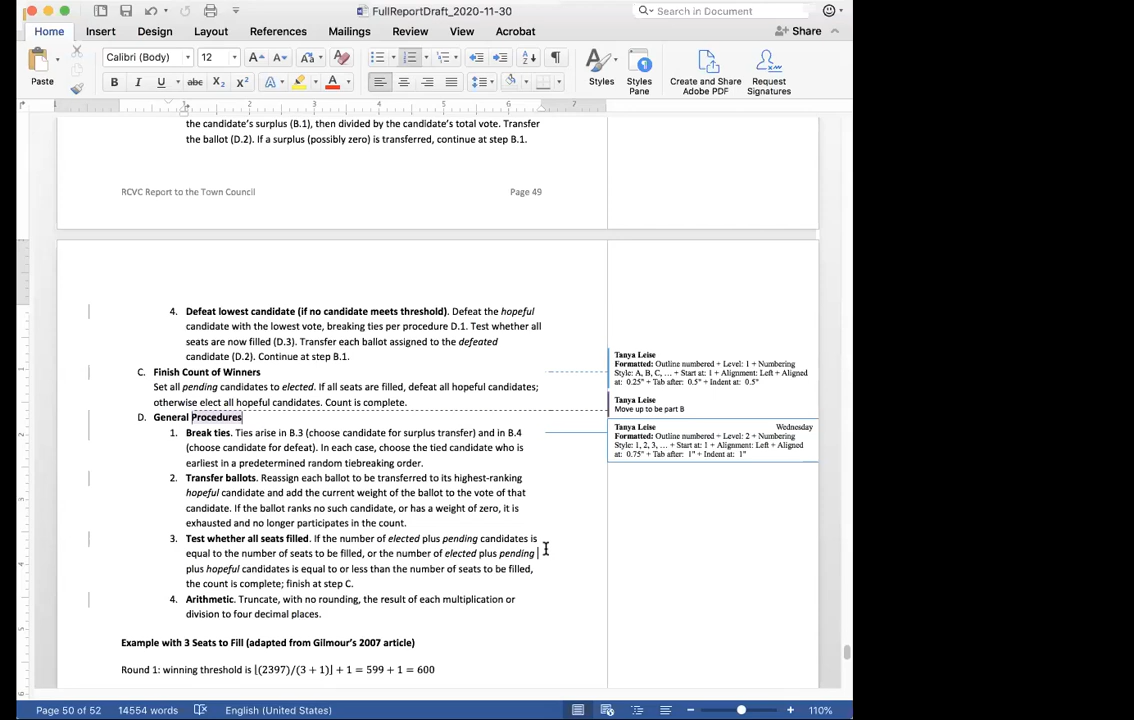 FullReportDraft_2020-11-30
Search in Document
Home Insert Design Layout References Mailings Review View Acrobat Share
Paste
Calibri (Body) 12
Styles
Styles Pane
Create and Share Adobe PDF
Request Signatures
B I U abc X₂ X² A A
1 1 2 3 4 5 6 7
the candidate's surplus (B.1), then divided by the candidate's total vote. Transfer
the ballot (D.2). If a surplus (possibly zero) is transferred, continue at step B.1.
RCVC Report to the Town Council Page 49
4. Defeat lowest candidate (if no candidate meets threshold). Defeat the hopeful
candidate with the lowest vote, breaking ties per procedure D.1. Test whether all
seats are now filled (D.3). Transfer each ballot assigned to the defeated
candidate (D.2). Continue at step B.1.
C. Finish Count of Winners
Set all pending candidates to elected. If all seats are filled, defeat all hopeful candidates;
otherwise elect all hopeful candidates. Count is complete.
D. General Procedures
1. Break ties. Ties arise in B.3 (choose candidate for surplus transfer) and in B.4
(choose candidate for defeat). In each case, choose the tied candidate who is
earliest in a predetermined random tiebreaking order.
2. Transfer ballots. Reassign each ballot to be transferred to its highest-ranking
hopeful candidate and add the current weight of the ballot to the vote of that
candidate. If the ballot ranks no such candidate, or has a weight of zero, it is
exhausted and no longer participates in the count.
3. Test whether all seats filled. If the number of elected plus pending candidates is
equal to the number of seats to be filled, or the number of elected plus pending
plus hopeful candidates is equal to or less than the number of seats to be filled,
the count is complete; finish at step C.
4. Arithmetic. Truncate, with no rounding, the result of each multiplication or
division to four decimal places.
Example with 3 Seats to Fill (adapted from Gilmour's 2007 article)
Round 1: winning threshold is ⌊(2397)/(3 + 1)⌋ + 1 = 599 + 1 = 600
Tanya Leise
Formatted: Outline numbered + Level: 1 + Numbering
Style: A, B, C, … + Start at: 1 + Alignment: Left + Aligned
at: 0.25" + Tab after: 0.5" + Indent at: 0.5"
Tanya Leise
Move up to be part B
Tanya Leise Wednesday
Formatted: Outline numbered + Level: 2 + Numbering
Style: 1, 2, 3, … + Start at: 1 + Alignment: Left + Aligned
at: 0.75" + Tab after: 1" + Indent at: 1"
Page 50 of 52 14554 words English (United States) 110%